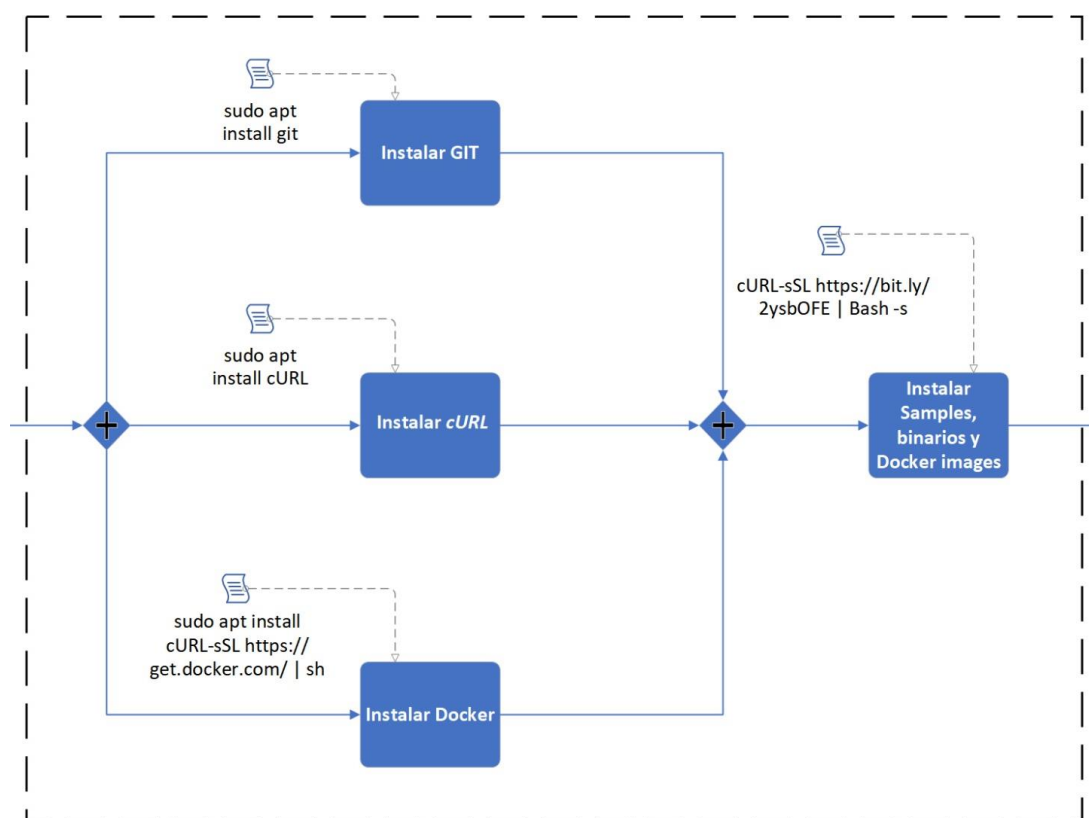 sudo apt
install git
Instalar GIT
cURL-sSL https://bit.ly/
2ysbOFE | Bash -s
sudo apt
install cURL
Instalar cURL
Instalar
Samples,
binarios y
Docker images
sudo apt install
cURL-sSL https://
get.docker.com/ | sh
Instalar Docker